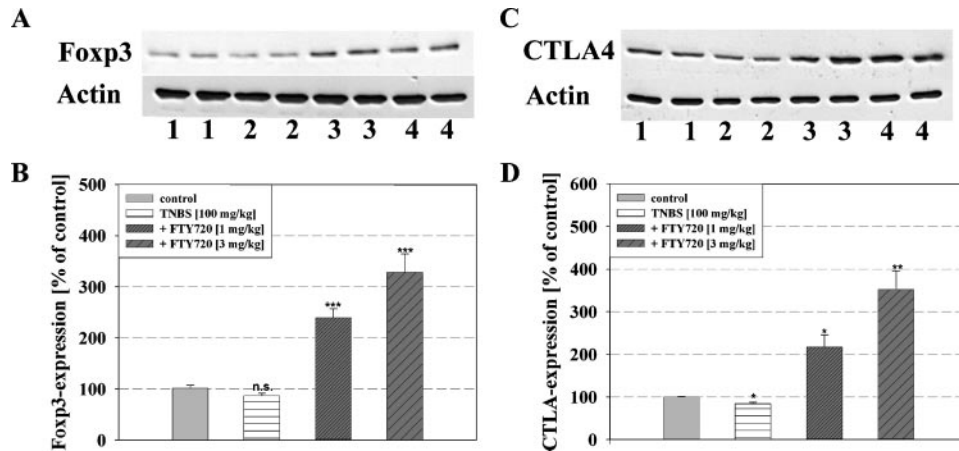 A
Foxp3
Actin
1 1 2 2 3 3 4 4
C
CTLA4
Actin
1 1 2 2 3 3 4 4
B
Foxp3-expression [% of control]
500
400
300
200
100
0
control
TNBS [100 mg/kg]
+ FTY720 [1 mg/kg]
+ FTY720 [3 mg/kg]
n.s.
***
***
D
CTLA-expression [% of control]
600
500
400
300
200
100
0
control
TNBS [100 mg/kg]
+ FTY720 [1 mg/kg]
+ FTY720 [3 mg/kg]
*
*
**